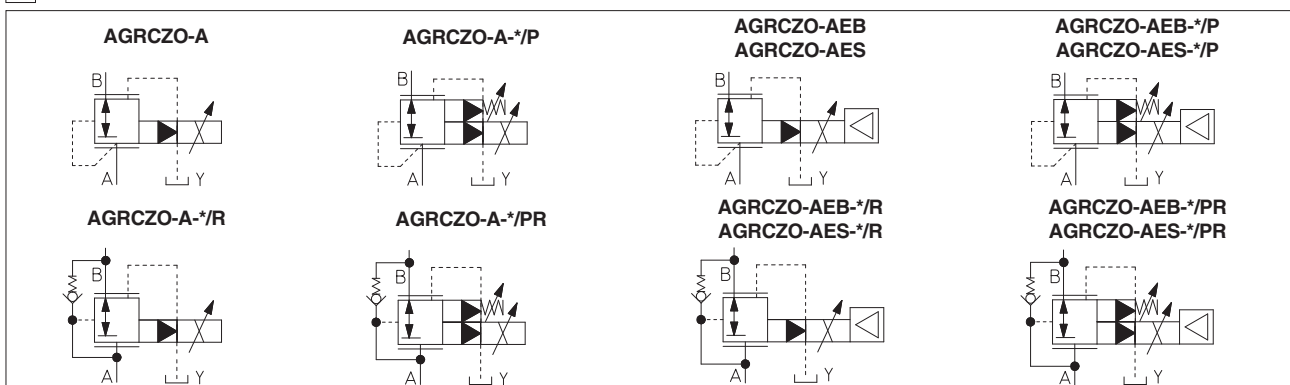 AGRCZO-A
AGRCZO-A-*/P
AGRCZO-AEB
AGRCZO-AES
AGRCZO-AEB-*/P
AGRCZO-AES-*/P
B
A
Y
B
A
Y
B
A
Y
B
A
Y
AGRCZO-A-*/R
AGRCZO-A-*/PR
AGRCZO-AEB-*/R
AGRCZO-AES-*/R
AGRCZO-AEB-*/PR
AGRCZO-AES-*/PR
B
A
Y
B
A
Y
B
A
Y
B
A
Y